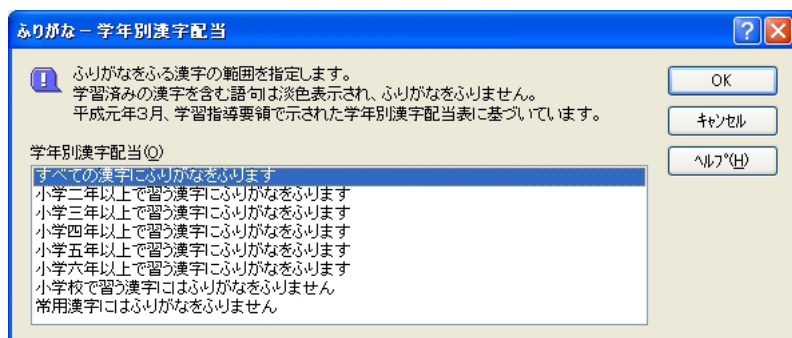 ふりがな－学年別漢字配当
ふりがなをふる漢字の範囲を指定します。
学習済みの漢字を含む語句は淡色表示され、ふりがなをふりません。
平成元年3月、学習指導要領で示された学年別漢字配当表に基づいています。
OK
キャンセル
ヘルプ(H)
学年別漢字配当(O)
すべての漢字にふりがなをふります
小学二年以上で習う漢字にふりがなをふります
小学三年以上で習う漢字にふりがなをふります
小学四年以上で習う漢字にふりがなをふります
小学五年以上で習う漢字にふりがなをふります
小学六年以上で習う漢字にふりがなをふります
小学校で習う漢字にはふりがなをふりません
常用漢字にはふりがなをふりません